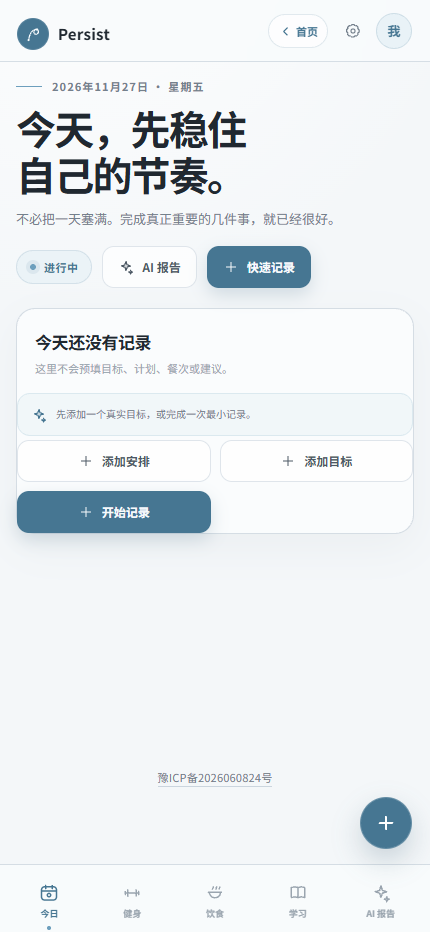 Persist
首页
我
2026年11月27日 · 星期五
今天，先稳住
自己的节奏。
不必把一天塞满。完成真正重要的几件事，就已经很好。
进行中
AI 报告
快速记录
今天还没有记录
这里不会预填目标、计划、餐次或建议。
先添加一个真实目标，或完成一次最小记录。
添加安排
添加目标
开始记录
豫ICP备2026060824号
今日
健身
饮食
学习
AI 报告